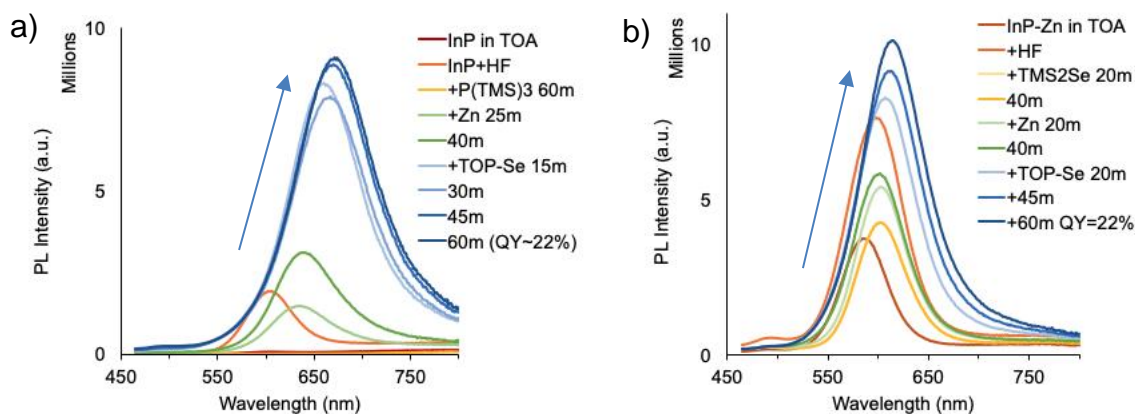 a)
Millions
10
5
0
PL Intensity (a.u.)
450
550
650
750
Wavelength (nm)
InP in TOA
InP+HF
+P(TMS)3 60m
+Zn 25m
40m
+TOP-Se 15m
30m
45m
60m (QY~22%)
b)
Millions
10
5
0
PL Intensity (a.u.)
450
550
650
750
Wavelength (nm)
InP-Zn in TOA
+HF
+TMS2Se 20m
40m
+Zn 20m
40m
+TOP-Se 20m
+45m
+60m QY=22%